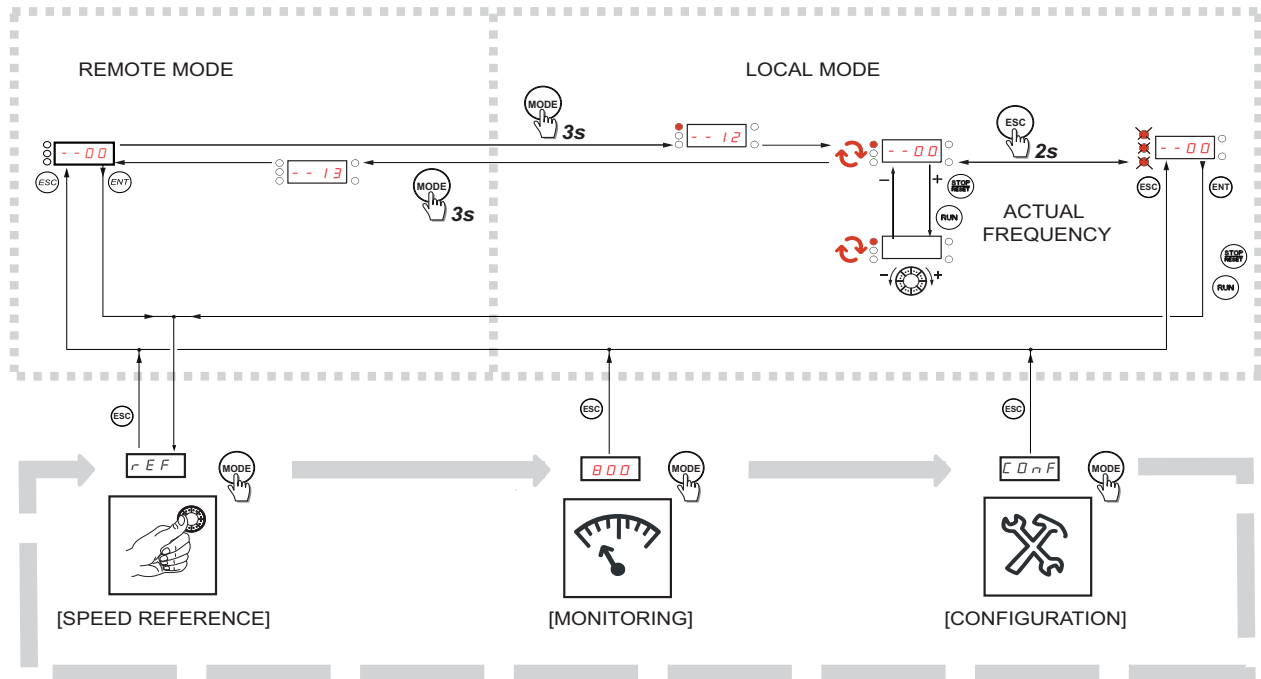 REMOTE MODE
LOCAL MODE
MODE
3s
- - 12
ESC
2s
- - 00
- - 00
- - 00
- - 13
MODE
3s
ESC
ENT
- +
STOP
RESET
RUN
ACTUAL
FREQUENCY
- +
ESC
ENT
STOP
RESET
RUN
ESC
ESC
ESC
rEF
MODE
800
MODE
COnF
MODE
[SPEED REFERENCE]
[MONITORING]
[CONFIGURATION]